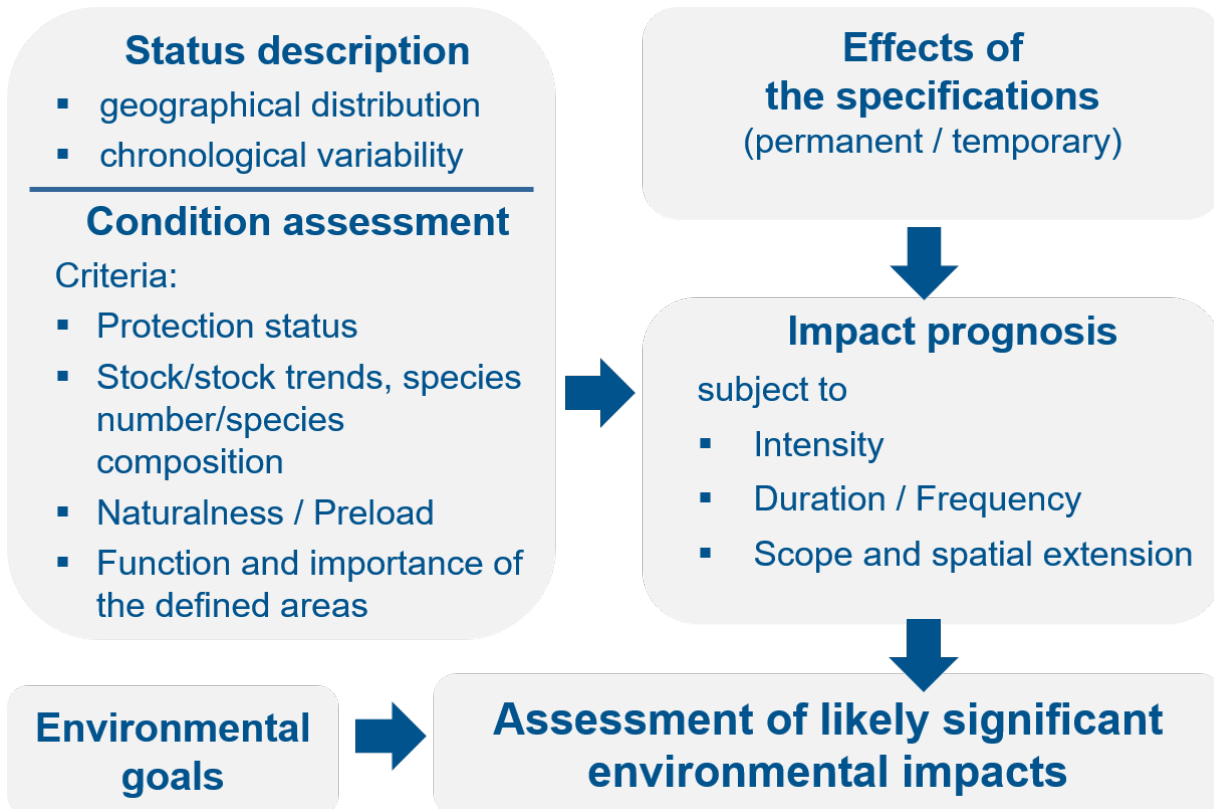 Status description
▪ geographical distribution
▪ chronological variability
Condition assessment
Criteria:
▪ Protection status
▪ Stock/stock trends, species
number/species
composition
▪ Naturalness / Preload
▪ Function and importance of
the defined areas
Effects of
the specifications
(permanent / temporary)
Impact prognosis
subject to
▪ Intensity
▪ Duration / Frequency
▪ Scope and spatial extension
Environmental
goals
Assessment of likely significant
environmental impacts